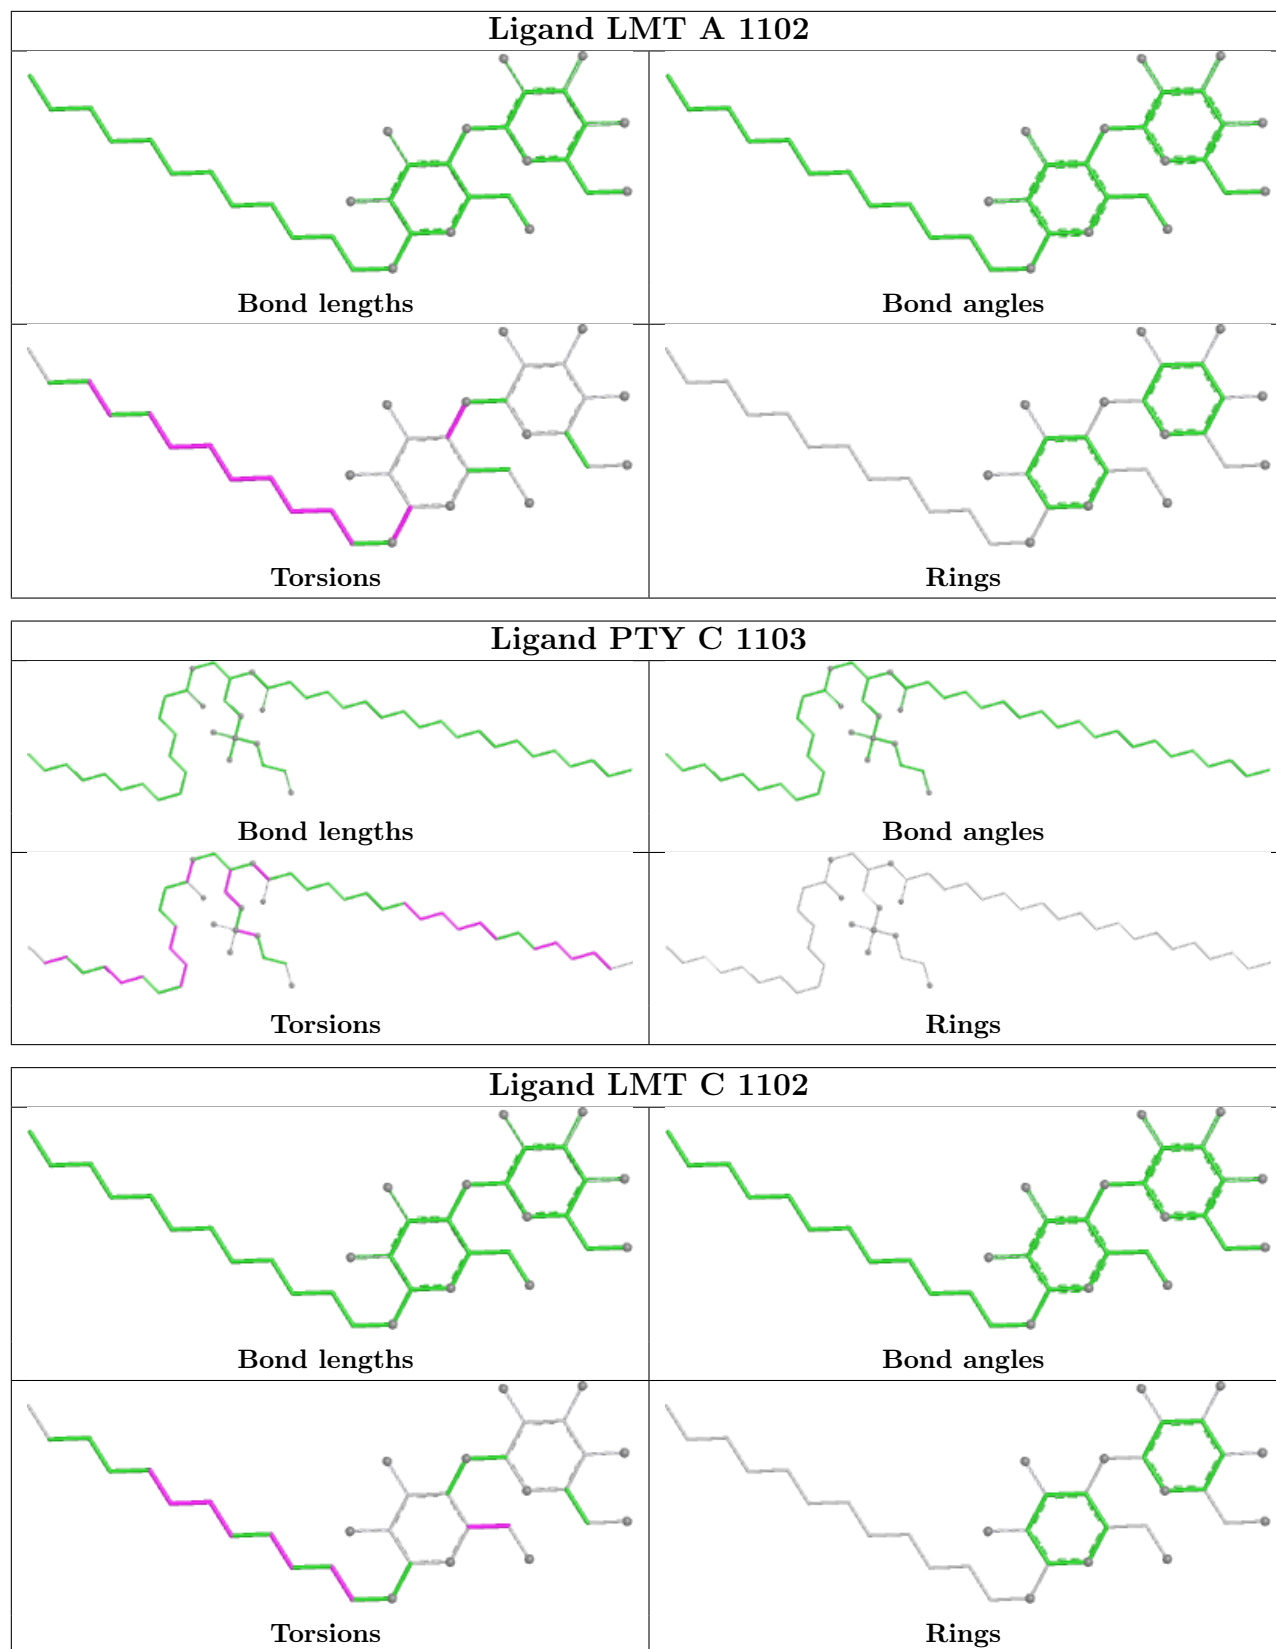 Ligand LMT A 1102
Bond lengths
Bond angles
Torsions
Rings
Ligand PTY C 1103
Bond lengths
Bond angles
Torsions
Rings
Ligand LMT C 1102
Bond lengths
Bond angles
Torsions
Rings